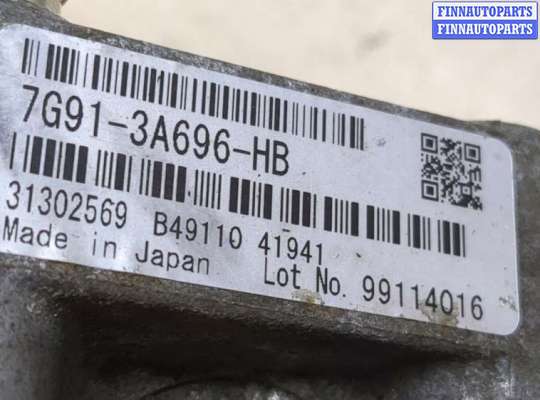 FINNAUTOPARTS
FINNAUTOPARTS
7G91-3A696-HB
31302569 B49110 41941
Made in Japan Lot No. 99114016